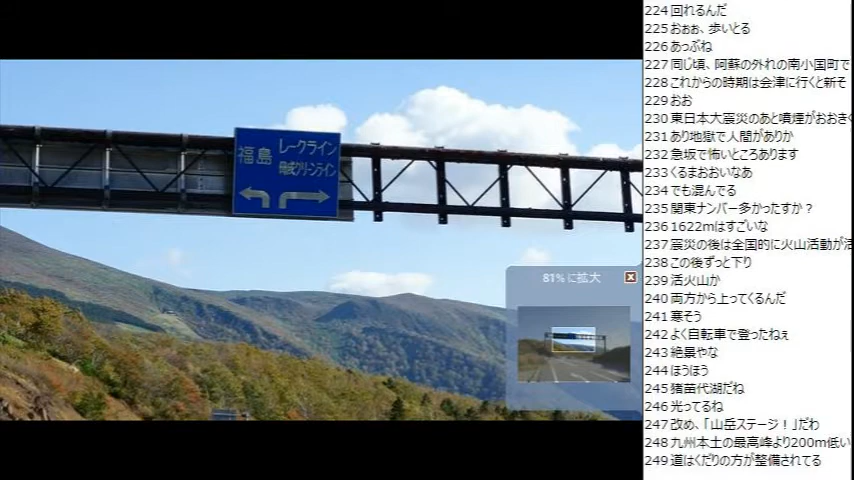 福島
レークライン
母成グリーンライン
81%に拡大
224 回れるんだ
225 おぉぉ、歩いとる
226 あっぶね
227 同じ頃、阿蘇の外れの南小国町で
228 これからの時期は会津に行くと新そ
229 おお
230 東日本大震災のあと噴煙がおおき
231 あり地獄で人間がありか
232 急坂で怖いところあります
233 くるまおおいなあ
234 でも混んでる
235 関東ナンバー多かったすか？
236 1622mはすごいな
237 震災の後は全国的に火山活動が活
238 この後ずっと下り
239 活火山か
240 両方から上ってくるんだ
241 寒そう
242 よく自転車で登ったねぇ
243 絶景やな
244 ほうほう
245 猪苗代湖だね
246 光ってるね
247 改め、「山岳ステージ！」だわ
248 九州本土の最高峰より200m低い
249 道はくだりの方が整備されてる